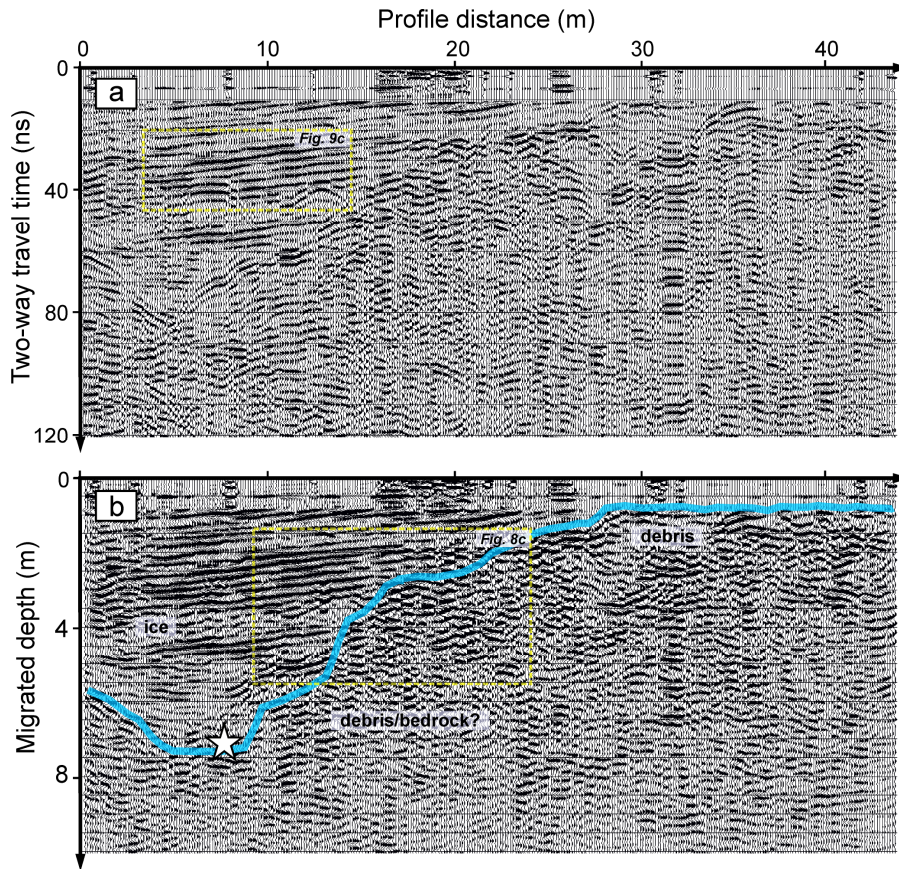 Profile distance (m)
0 10 20 30 40
Two-way travel time (ns)
0
40
80
120
a
Fig. 9c
Migrated depth (m)
0
4
8
b
Fig. 8c
debris
ice
debris/bedrock?